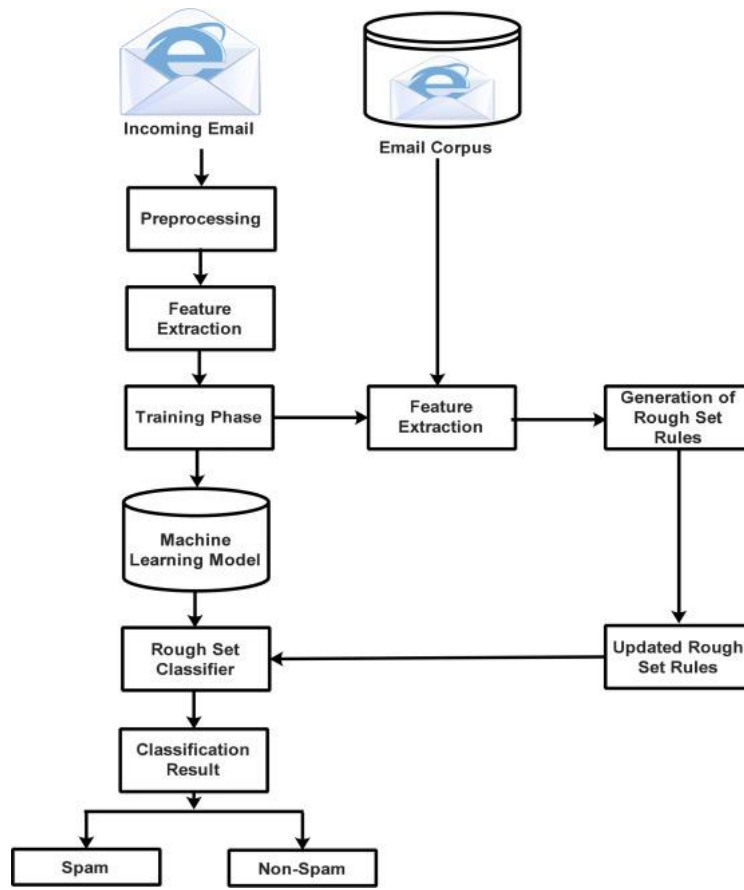 Incoming Email
Email Corpus
Preprocessing
Feature
Extraction
Training Phase
Feature
Extraction
Generation of
Rough Set
Rules
Machine
Learning Model
Rough Set
Classifier
Updated Rough
Set Rules
Classification
Result
Spam
Non-Spam